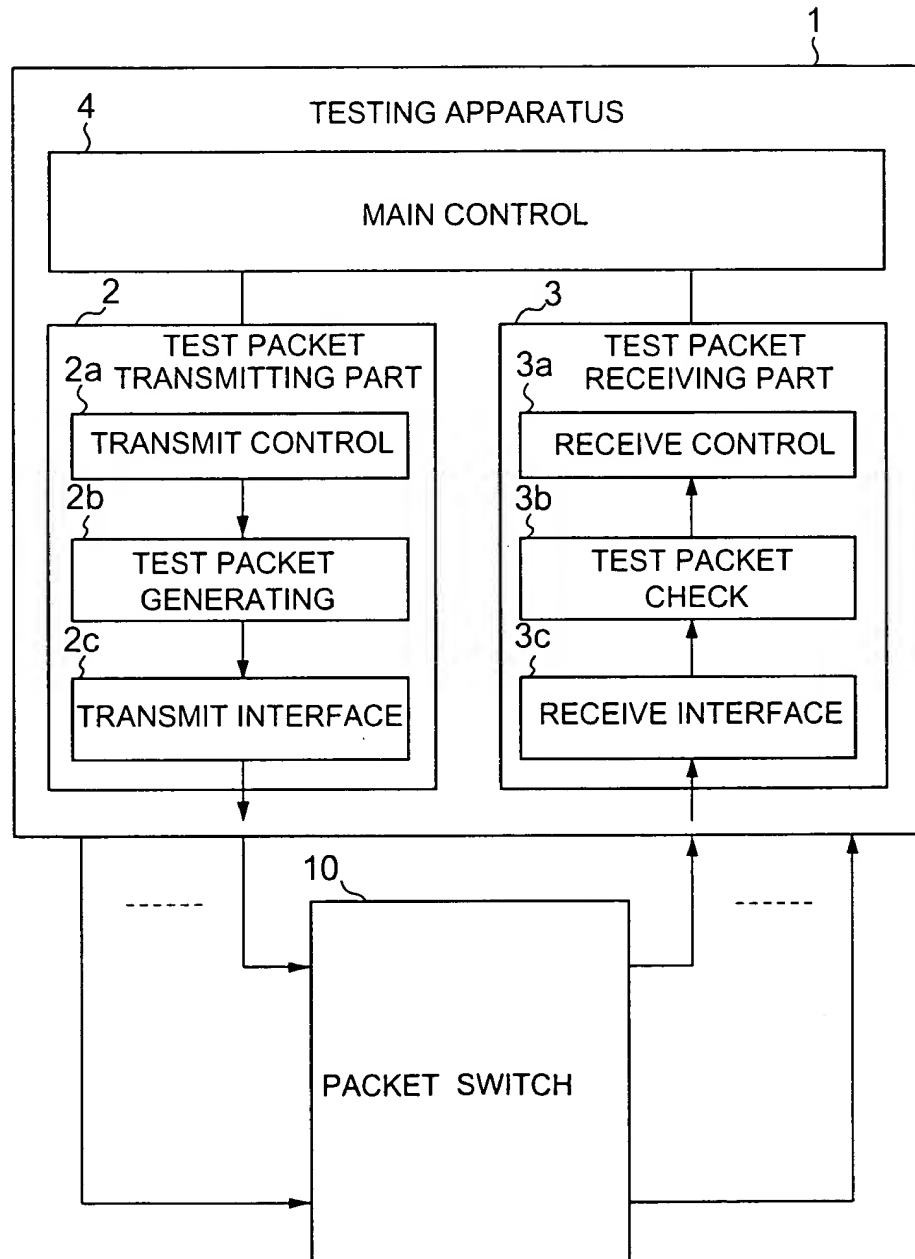 1
TESTING APPARATUS
4
MAIN CONTROL
2
TEST PACKET
TRANSMITTING PART
2a
TRANSMIT CONTROL
2b
TEST PACKET
GENERATING
2c
TRANSMIT INTERFACE
3
TEST PACKET
RECEIVING PART
3a
RECEIVE CONTROL
3b
TEST PACKET
CHECK
3c
RECEIVE INTERFACE
10
PACKET SWITCH